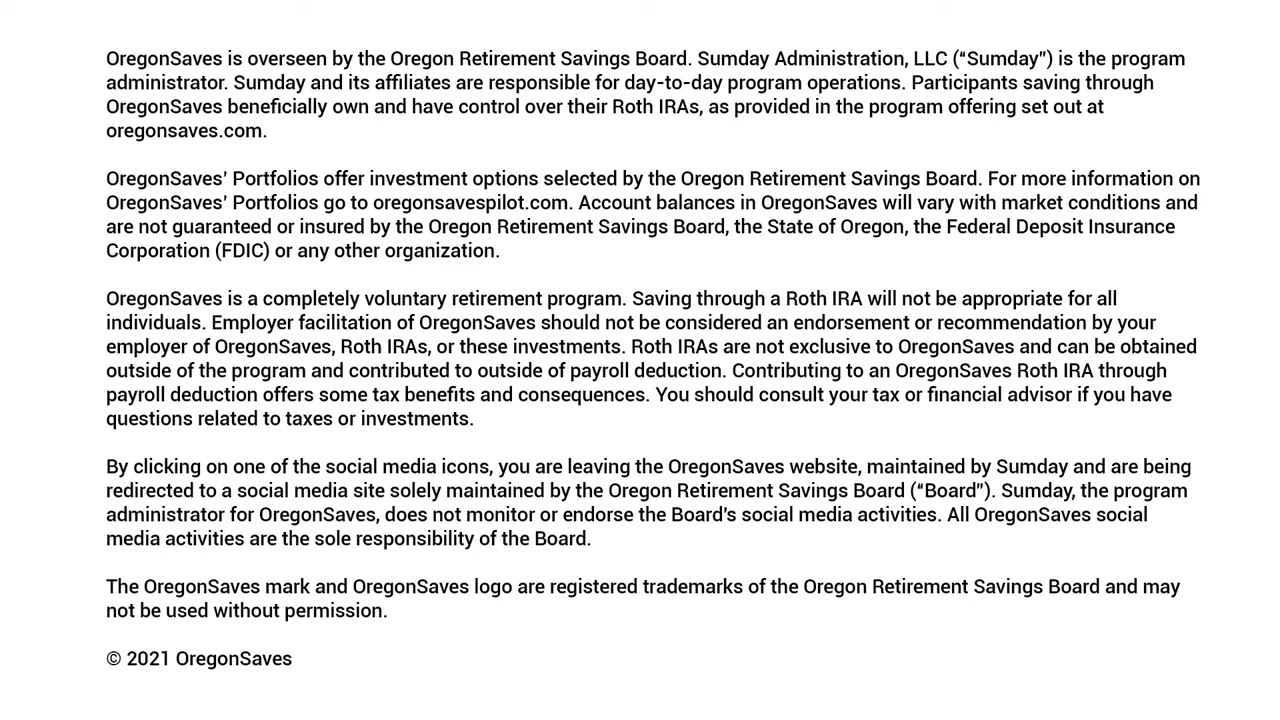 OregonSaves is overseen by the Oregon Retirement Savings Board. Sumday Administration, LLC (“Sumday”) is the program
administrator. Sumday and its affiliates are responsible for day-to-day program operations. Participants saving through
OregonSaves beneficially own and have control over their Roth IRAs, as provided in the program offering set out at
oregonsaves.com.
OregonSaves’ Portfolios offer investment options selected by the Oregon Retirement Savings Board. For more information on
OregonSaves’ Portfolios go to oregonsavespilot.com. Account balances in OregonSaves will vary with market conditions and
are not guaranteed or insured by the Oregon Retirement Savings Board, the State of Oregon, the Federal Deposit Insurance
Corporation (FDIC) or any other organization.
OregonSaves is a completely voluntary retirement program. Saving through a Roth IRA will not be appropriate for all
individuals. Employer facilitation of OregonSaves should not be considered an endorsement or recommendation by your
employer of OregonSaves, Roth IRAs, or these investments. Roth IRAs are not exclusive to OregonSaves and can be obtained
outside of the program and contributed to outside of payroll deduction. Contributing to an OregonSaves Roth IRA through
payroll deduction offers some tax benefits and consequences. You should consult your tax or financial advisor if you have
questions related to taxes or investments.
By clicking on one of the social media icons, you are leaving the OregonSaves website, maintained by Sumday and are being
redirected to a social media site solely maintained by the Oregon Retirement Savings Board (“Board”). Sumday, the program
administrator for OregonSaves, does not monitor or endorse the Board’s social media activities. All OregonSaves social
media activities are the sole responsibility of the Board.
The OregonSaves mark and OregonSaves logo are registered trademarks of the Oregon Retirement Savings Board and may
not be used without permission.
© 2021 OregonSaves